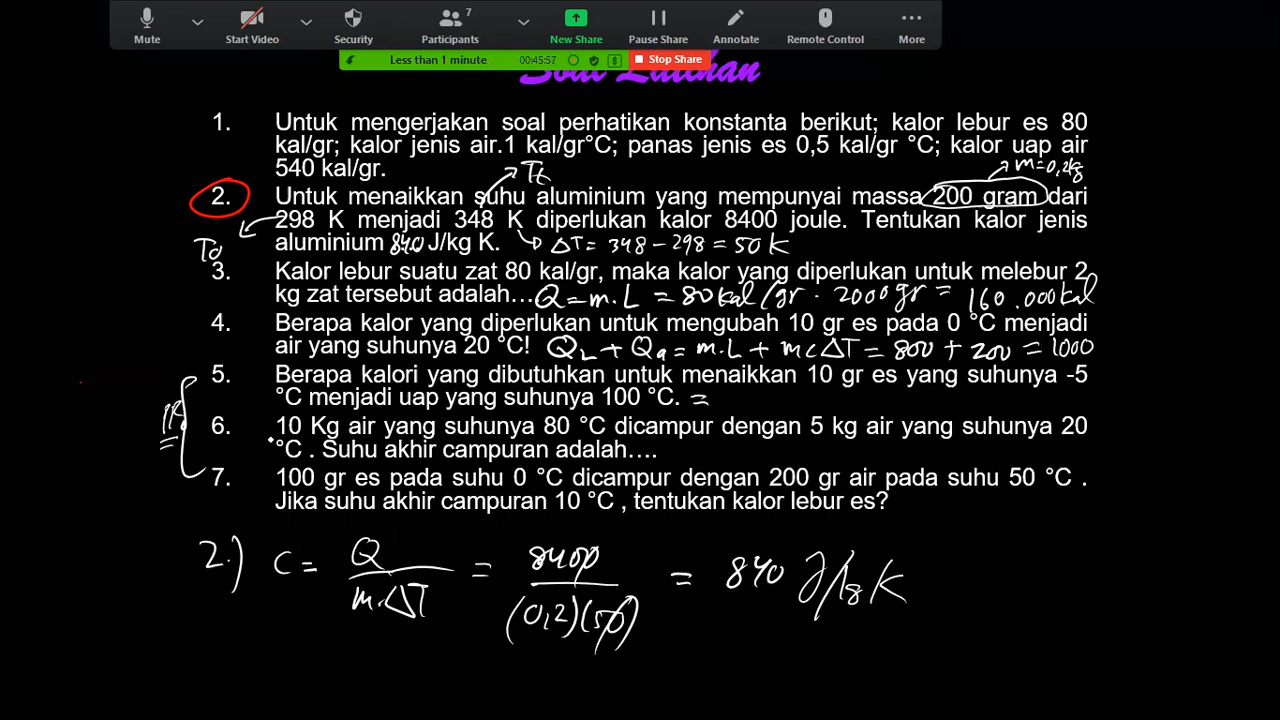 7
Mute Start Video Security Participants New Share Pause Share Annotate Remote Control More
Less than 1 minute 00:45:57 $ Stop Share
Soal Latihan
1. Untuk mengerjakan soal perhatikan konstanta berikut; kalor lebur es 80
kal/gr; kalor jenis air.1 kal/gr°C; panas jenis es 0,5 kal/gr °C; kalor uap air
540 kal/gr.
Tt
m=0,2kg
2. Untuk menaikkan suhu aluminium yang mempunyai massa 200 gram dari
298 K menjadi 348 K diperlukan kalor 8400 joule. Tentukan kalor jenis
To
aluminium 840 J/kg K. ΔT = 348 - 298 = 50 K
3. Kalor lebur suatu zat 80 kal/gr, maka kalor yang diperlukan untuk melebur 2
kg zat tersebut adalah… Q = m.L = 80 kal/gr . 2000 gr = 160.000 kal
4. Berapa kalor yang diperlukan untuk mengubah 10 gr es pada 0 °C menjadi
air yang suhunya 20 °C! QL + Qa = m.L + mcΔT = 800 + 200 = 1000
5. Berapa kalori yang dibutuhkan untuk menaikkan 10 gr es yang suhunya -5
°C menjadi uap yang suhunya 100 °C. =
PR
6. 10 Kg air yang suhunya 80 °C dicampur dengan 5 kg air yang suhunya 20
°C . Suhu akhir campuran adalah….
7. 100 gr es pada suhu 0 °C dicampur dengan 200 gr air pada suhu 50 °C .
Jika suhu akhir campuran 10 °C , tentukan kalor lebur es?
2.) C = Q / m.ΔT = 8400 / (0,2)(50) = 840 J/kg K